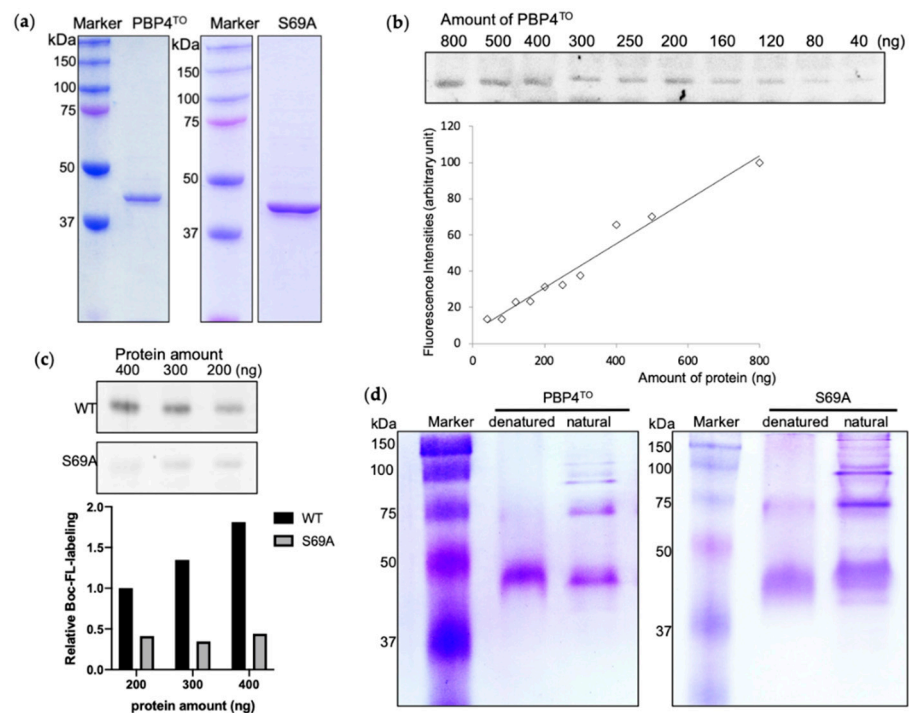 (a)
Marker PBP4TO
kDa
150
100
75
50
37
Marker S69A
kDa
150
100
75
50
37
(b)
Amount of PBP4TO
800 500 400 300 250 200 160 120 80 40 (ng)
Fluorescence Intensities (arbitrary unit)
120
100
80
60
40
20
0
0 200 400 600 800
Amount of protein (ng)
(c)
Protein amount
400 300 200 (ng)
WT
S69A
Relative Boc-FL-labeling
2.0
1.5
1.0
0.5
0.0
WT
S69A
200 300 400
protein amount (ng)
(d)
PBP4TO
kDa Marker denatured natural
150
100
75
50
37
S69A
kDa Marker denatured natural
150
100
75
50
37